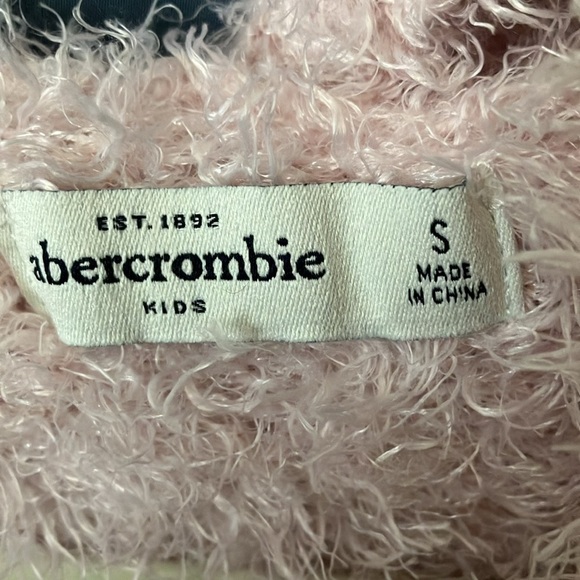 EST. 1892
abercrombie
KIDS
S
MADE
IN CHINA